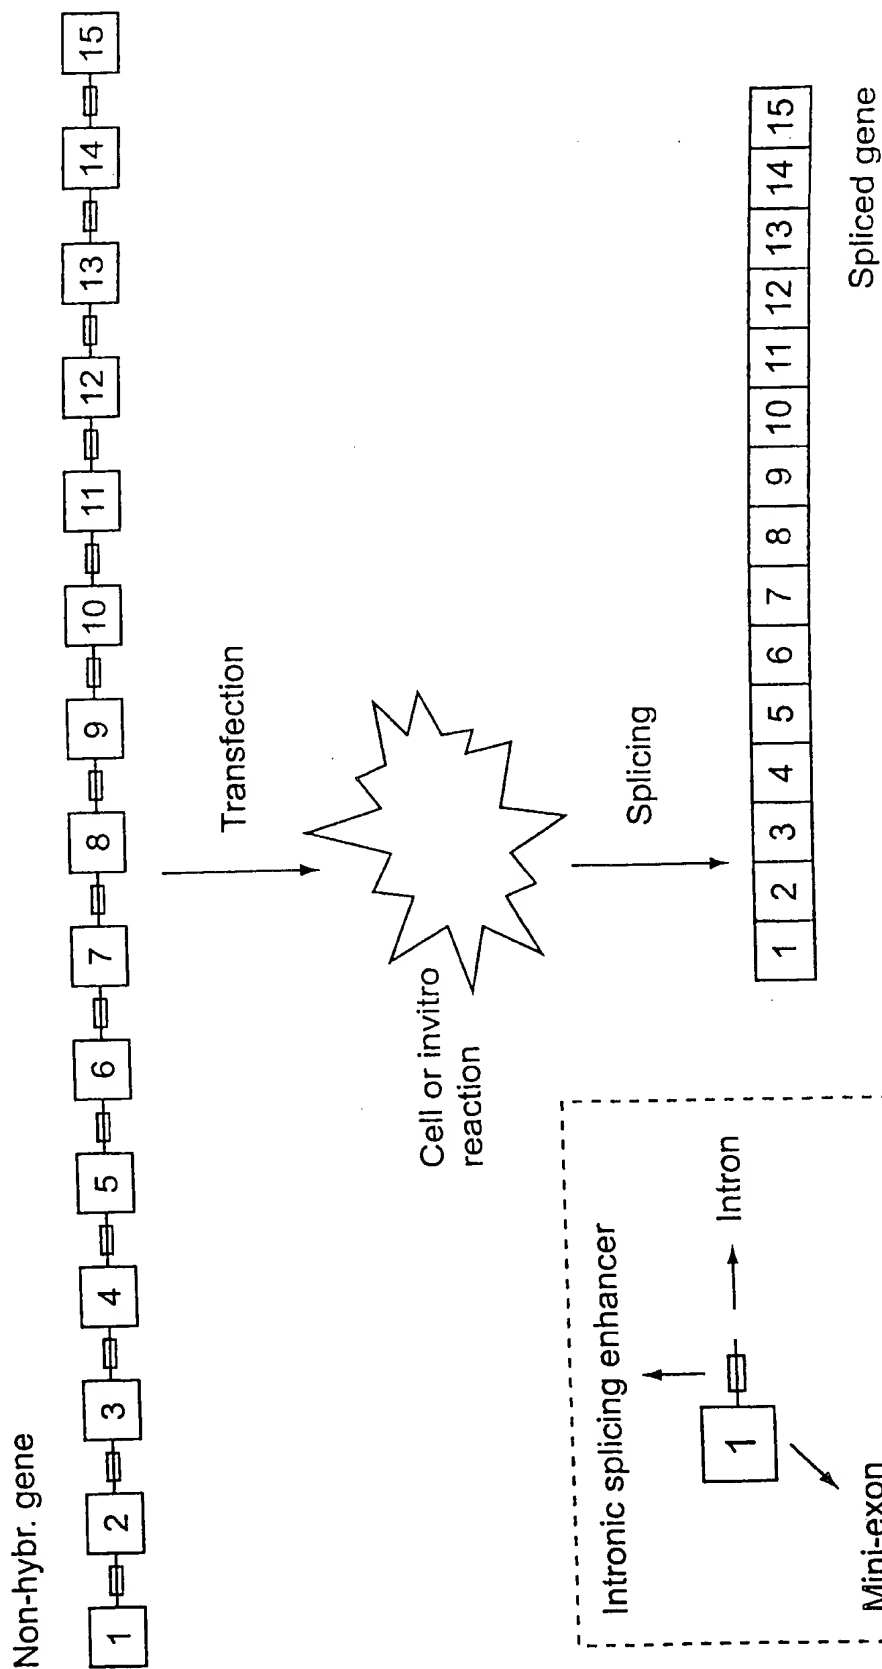 Non-hybr. gene
1 2 3 4 5 6 7 8 9 10 11 12 13 14 15
Transfection
Cell or invitro
reaction
Splicing
1 2 3 4 5 6 7 8 9 10 11 12 13 14 15
Spliced gene
Intronic splicing enhancer
1
Intron
Mini-exon